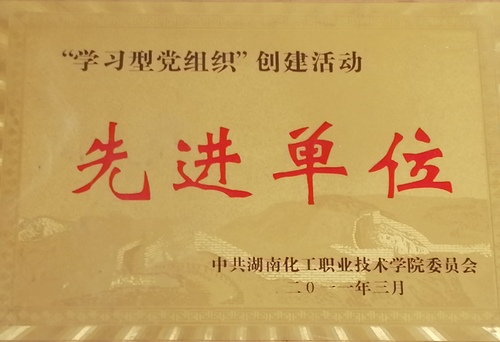 “学习型党组织”创建活动
先进单位
中共湖南化工职业技术学院委员会
二〇一一年三月